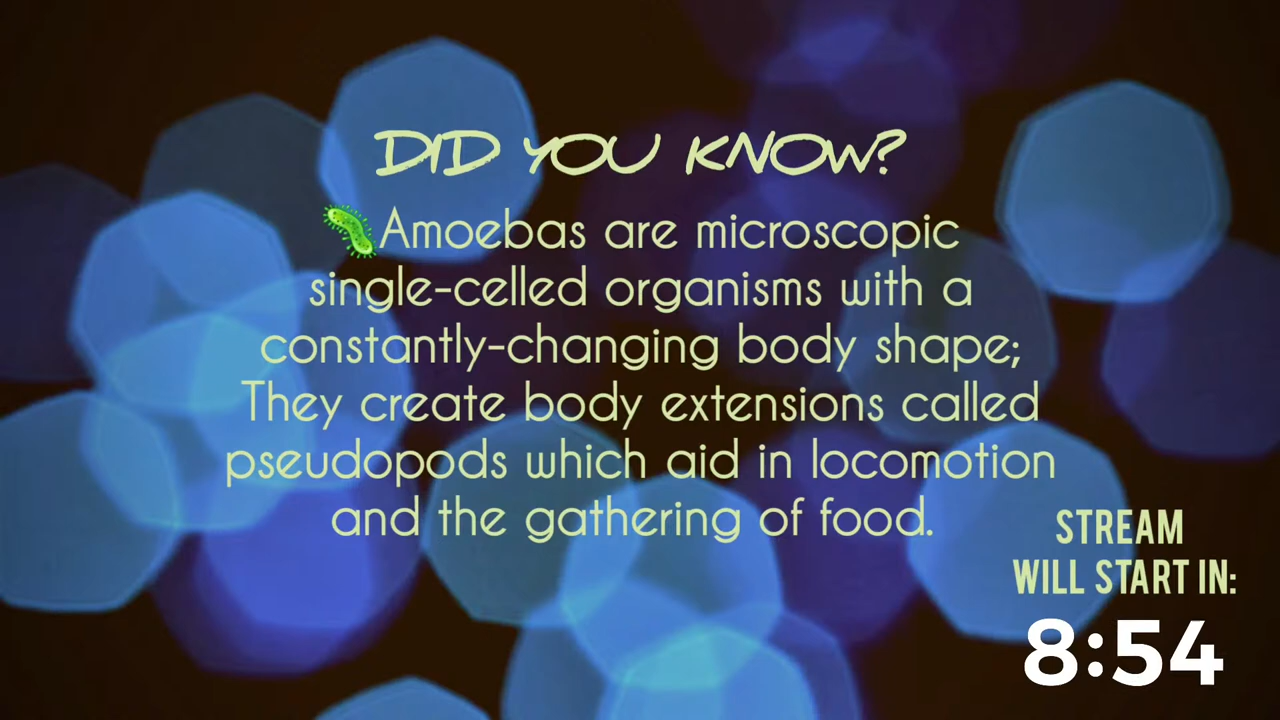 DID YOU KNOW?
🦠Amoebas are microscopic
single-celled organisms with a
constantly-changing body shape;
They create body extensions called
pseudopods which aid in locomotion
and the gathering of food.
STREAM
WILL START IN:
8:54